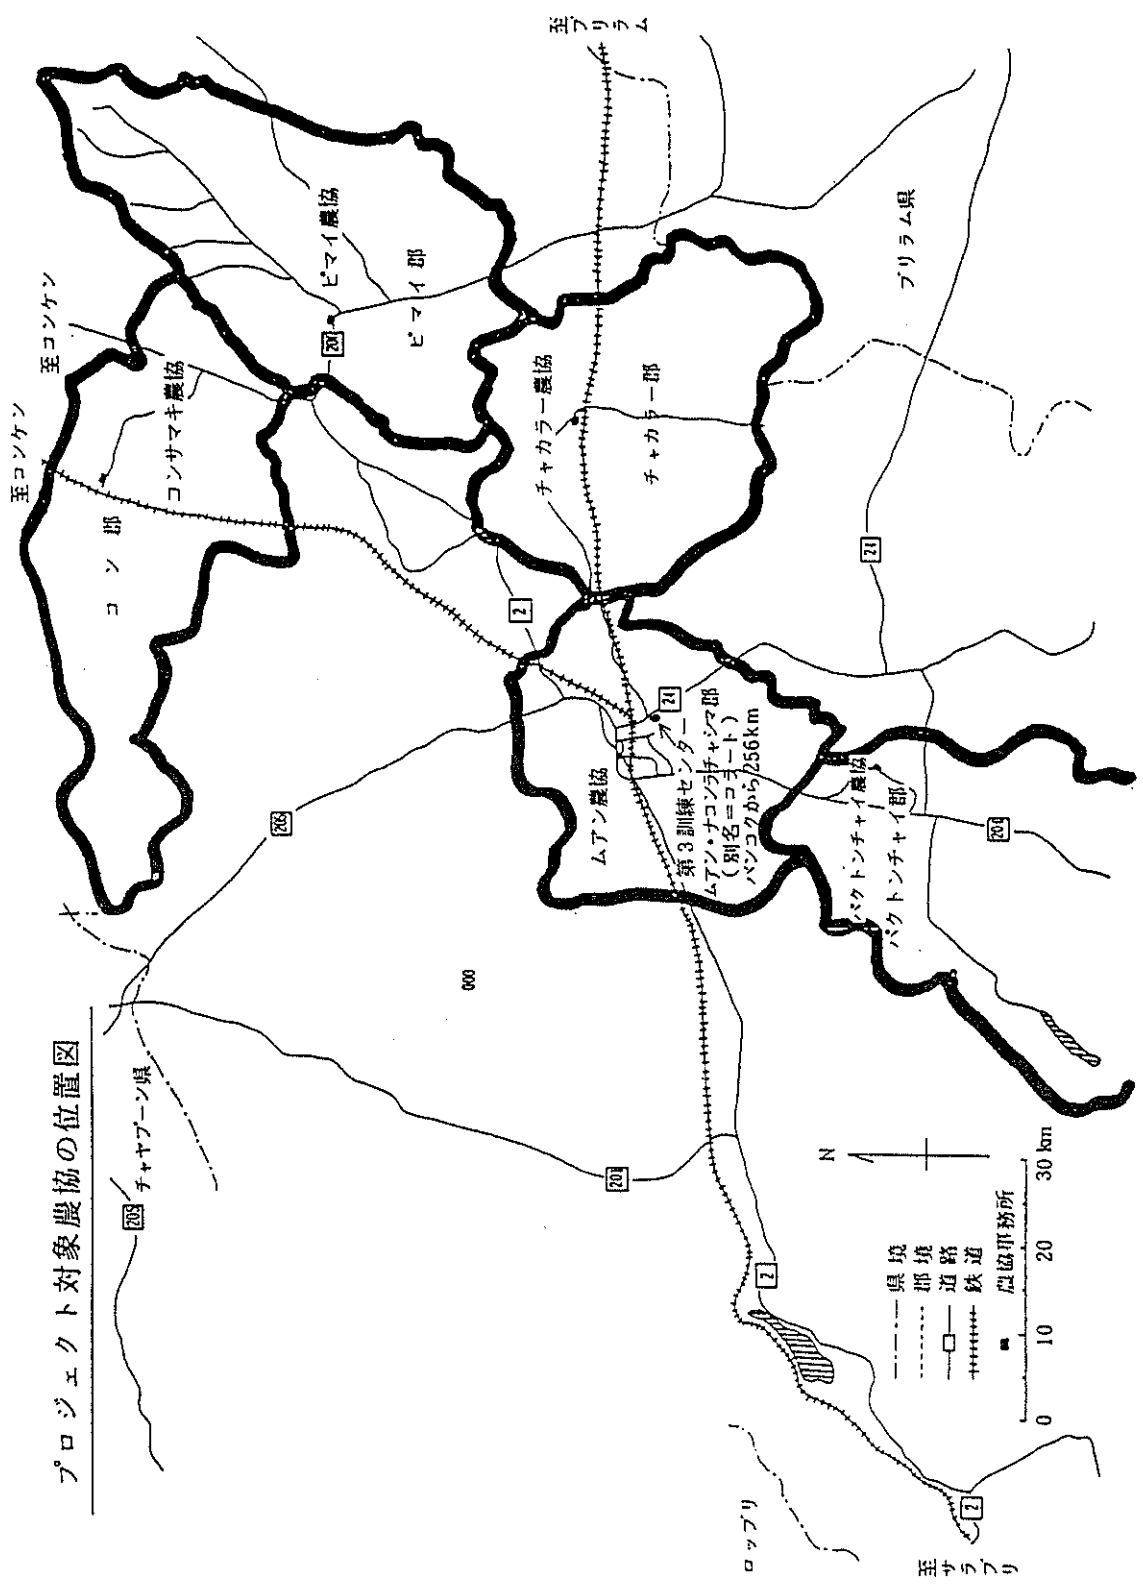 プロジェクト対象農協の位置図
至コンケン
至コンケン
至ブリラム
コン郡
コンサマキ農協
ピマイ農協
ピマイ郡
206
チャカラー農協
チャカラー郡
ブリラム県
2
24
24
ムアン農協
第3訓練センター
ムアン・ナコンラチャシマ郡
(別名=コラート)
バンコクから256km
パクトンチャイ農協
パクトンチャイ郡
205
205
チャヤプーン県
201
2
2
ロッブリ
至サラブリ
N
県境
郡境
道路
鉄道
農協事務所
0 10 20 30 km